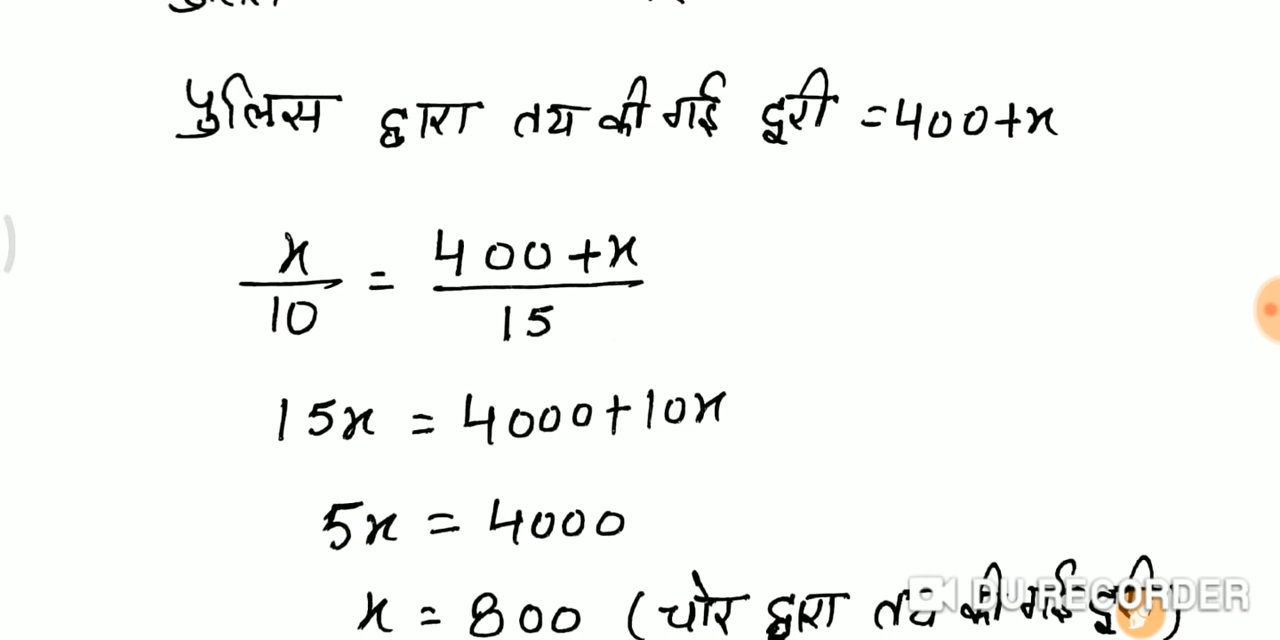 पुलिस द्वारा तय की गई दूरी = 400+x
x/10 = 400+x/15
15x = 4000+10x
5x = 4000
x = 800 (चोर द्वारा तय की गई दूरी)
DU RECORDER